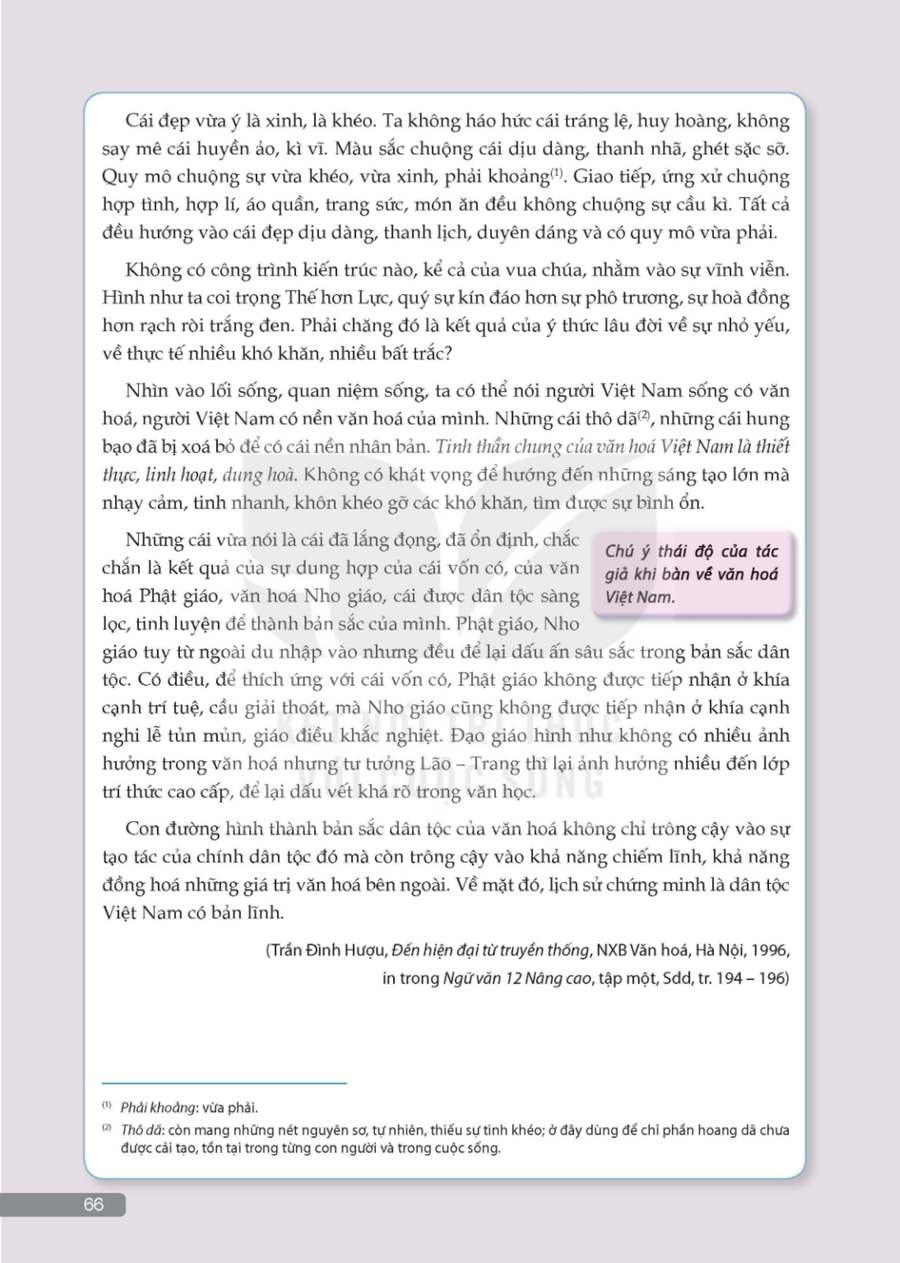 Cái đẹp vừa ý là xinh, là khéo. Ta không háo hức cái tráng lệ, huy hoàng, không
say mê cái huyền ảo, kì vĩ. Màu sắc chuộng cái dịu dàng, thanh nhã, ghét sặc sỡ.
Quy mô chuộng sự vừa khéo, vừa xinh, phải khoảng(1). Giao tiếp, ứng xử chuộng
hợp tình, hợp lí, áo quần, trang sức, món ăn đều không chuộng sự cầu kì. Tất cả
đều hướng vào cái đẹp dịu dàng, thanh lịch, duyên dáng và có quy mô vừa phải.
Không có công trình kiến trúc nào, kể cả của vua chúa, nhằm vào sự vĩnh viễn.
Hình như ta coi trọng Thế hơn Lực, quý sự kín đáo hơn sự phô trương, sự hoà đồng
hơn rạch ròi trắng đen. Phải chăng đó là kết quả của ý thức lâu đời về sự nhỏ yếu,
về thực tế nhiều khó khăn, nhiều bất trắc?
Nhìn vào lối sống, quan niệm sống, ta có thể nói người Việt Nam sống có văn
hoá, người Việt Nam có nền văn hoá của mình. Những cái thô dã(2), những cái hung
bạo đã bị xoá bỏ để có cái nền nhân bản. Tinh thần chung của văn hoá Việt Nam là thiết
thực, linh hoạt, dung hoà. Không có khát vọng để hướng đến những sáng tạo lớn mà
nhạy cảm, tinh nhanh, khôn khéo gỡ các khó khăn, tìm được sự bình ổn.
Những cái vừa nói là cái đã lắng đọng, đã ổn định, chắc
chắn là kết quả của sự dung hợp của cái vốn có, của văn
hoá Phật giáo, văn hoá Nho giáo, cái được dân tộc sàng
lọc, tinh luyện để thành bản sắc của mình. Phật giáo, Nho
giáo tuy từ ngoài du nhập vào nhưng đều để lại dấu ấn sâu sắc trong bản sắc dân
tộc. Có điều, để thích ứng với cái vốn có, Phật giáo không được tiếp nhận ở khía
cạnh trí tuệ, cầu giải thoát, mà Nho giáo cũng không được tiếp nhận ở khía cạnh
nghi lễ tủn mủn, giáo điều khắc nghiệt. Đạo giáo hình như không có nhiều ảnh
hưởng trong văn hoá nhưng tư tưởng Lão – Trang thì lại ảnh hưởng nhiều đến lớp
trí thức cao cấp, để lại dấu vết khá rõ trong văn học.
Chú ý thái độ của tác
giả khi bàn về văn hoá
Việt Nam.
Con đường hình thành bản sắc dân tộc của văn hoá không chỉ trông cậy vào sự
tạo tác của chính dân tộc đó mà còn trông cậy vào khả năng chiếm lĩnh, khả năng
đồng hoá những giá trị văn hoá bên ngoài. Về mặt đó, lịch sử chứng minh là dân tộc
Việt Nam có bản lĩnh.
(Trần Đình Hượu, Đến hiện đại từ truyền thống, NXB Văn hoá, Hà Nội, 1996,
in trong Ngữ văn 12 Nâng cao, tập một, Sđd, tr. 194 – 196)
KẾT NỐI TRI THỨC
VỚI CUỘC SỐNG
(1) Phải khoảng: vừa phải.
(2) Thô dã: còn mang những nét nguyên sơ, tự nhiên, thiếu sự tinh khéo; ở đây dùng để chỉ phần hoang dã chưa
được cải tạo, tồn tại trong từng con người và trong cuộc sống.
66